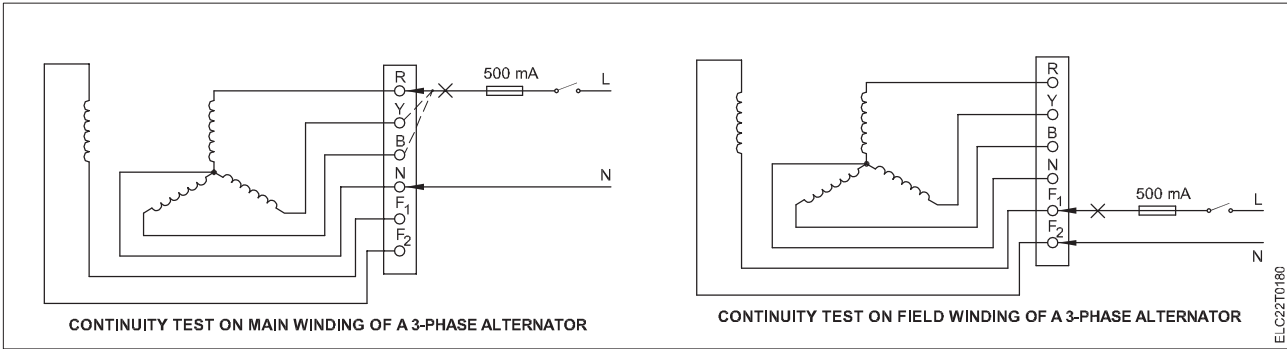 R
Y
B
N
F1
F2
500 mA
L
N
CONTINUITY TEST ON MAIN WINDING OF A 3-PHASE ALTERNATOR
R
Y
B
N
F1
F2
500 mA
L
N
CONTINUITY TEST ON FIELD WINDING OF A 3-PHASE ALTERNATOR
ELC22T0180